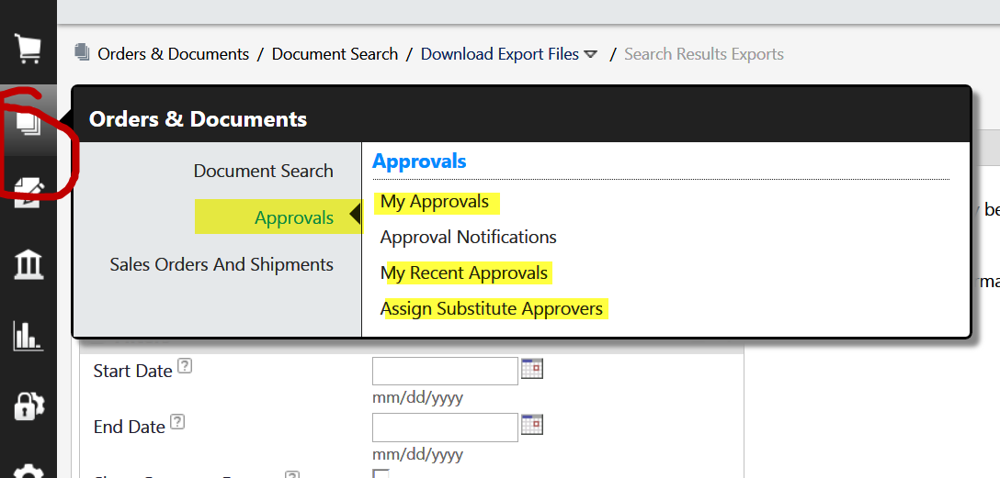 Orders & Documents / Document Search / Download Export Files / Search Results Exports
Orders & Documents
Document Search
Approvals
Sales Orders And Shipments
Approvals
My Approvals
Approval Notifications
My Recent Approvals
Assign Substitute Approvers
be
Start Date ?
mm/dd/yyyy
End Date ?
mm/dd/yyyy